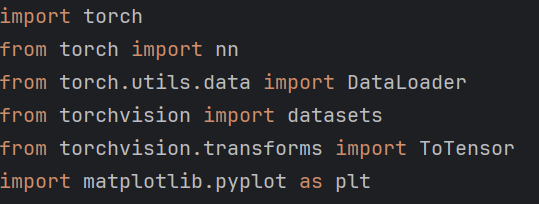 import torch
from torch import nn
from torch.utils.data import DataLoader
from torchvision import datasets
from torchvision.transforms import ToTensor
import matplotlib.pyplot as plt